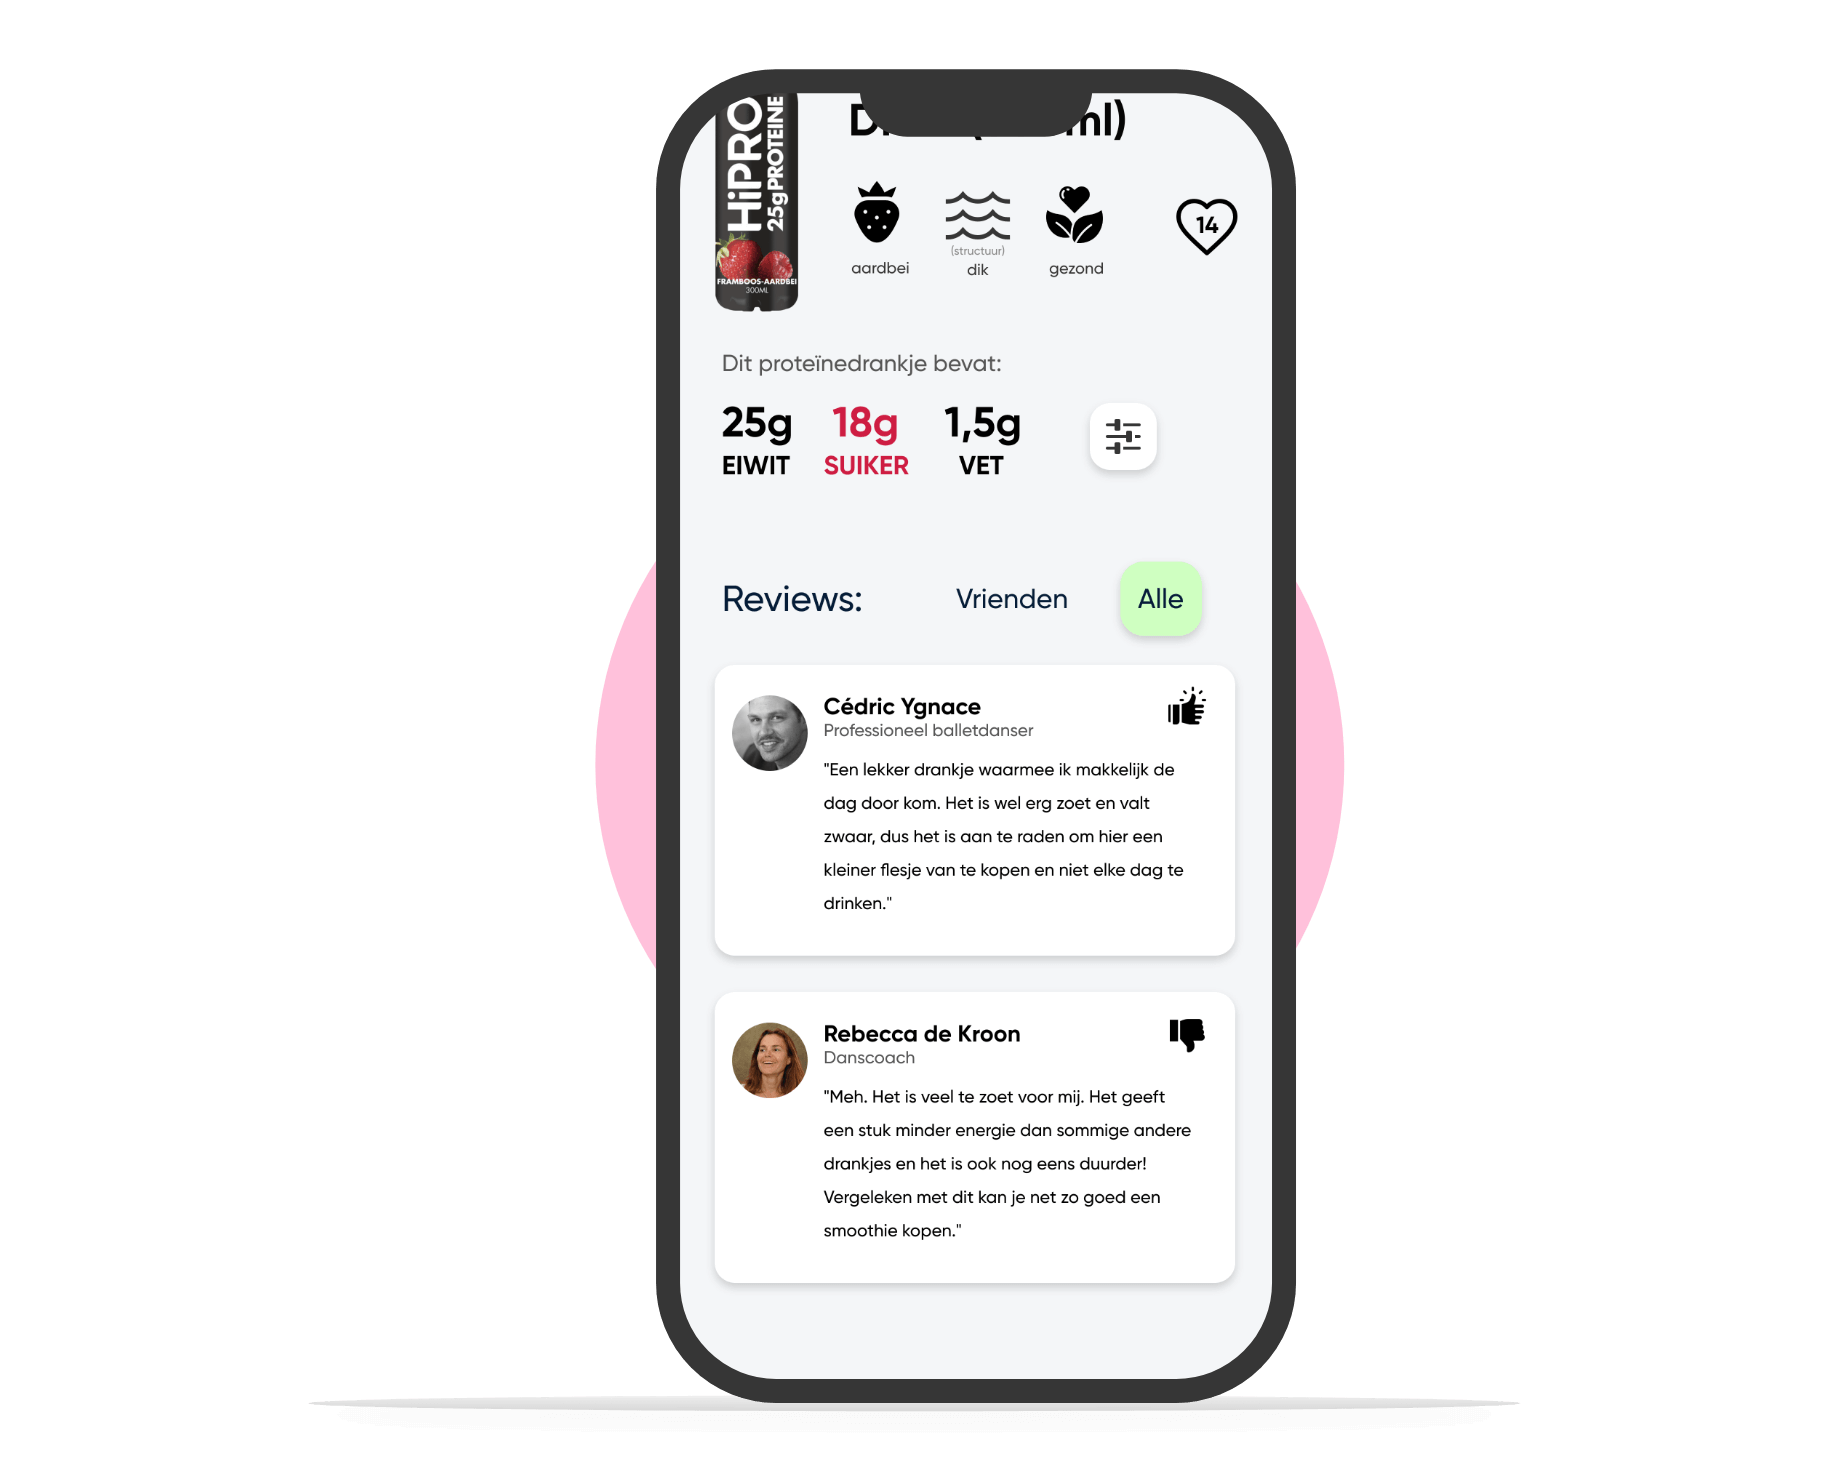 HiPRO
25g PROTEINE
FRAMBOOS-AARDBEI
300ML
ml)
aardbei
(structuur)
dik
gezond
14
Dit proteïnedrankje bevat:
25g 18g 1,5g
EIWIT SUIKER VET
Reviews: Vrienden Alle
Cédric Ygnace
Professioneel balletdanser
"Een lekker drankje waarmee ik makkelijk de
dag door kom. Het is wel erg zoet en valt
zwaar, dus het is aan te raden om hier een
kleiner flesje van te kopen en niet elke dag te
drinken."
Rebecca de Kroon
Danscoach
"Meh. Het is veel te zoet voor mij. Het geeft
een stuk minder energie dan sommige andere
drankjes en het is ook nog eens duurder!
Vergeleken met dit kan je net zo goed een
smoothie kopen."